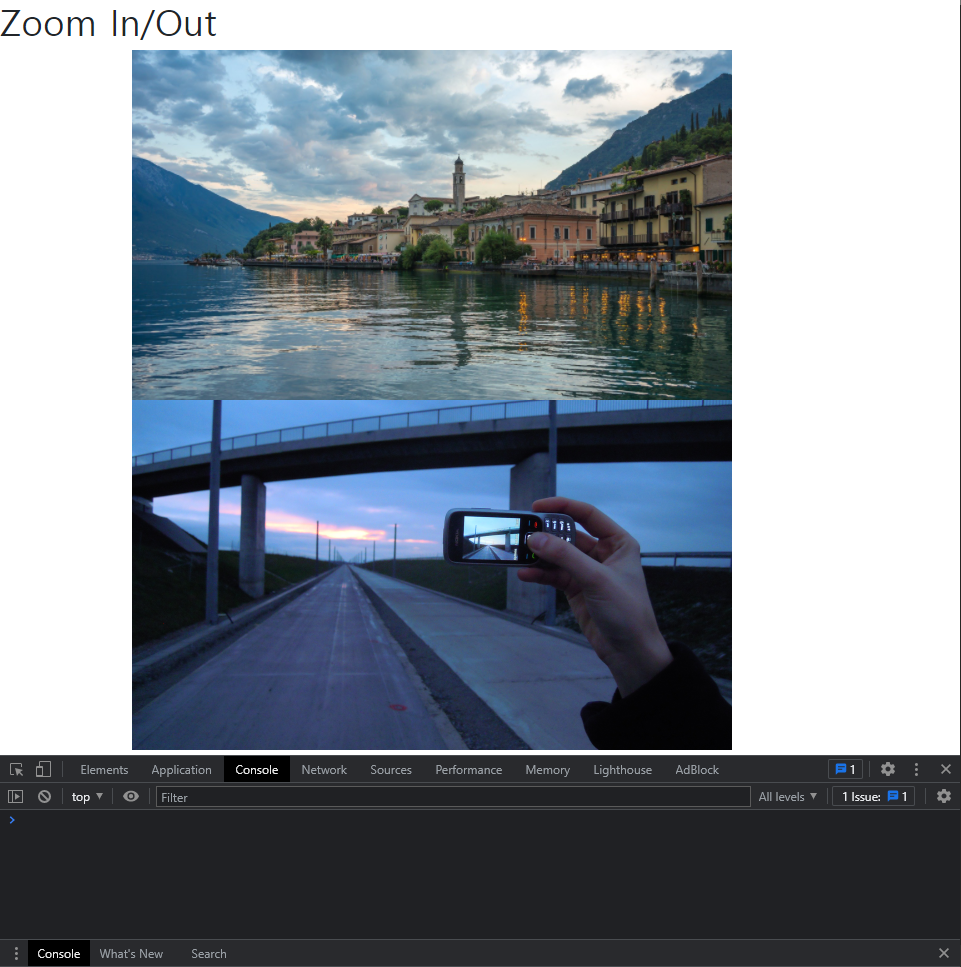 Zoom In/Out
Elements Application Console Network Sources Performance Memory Lighthouse AdBlock 1
top Filter All levels 1 Issue: 1
Console What's New Search